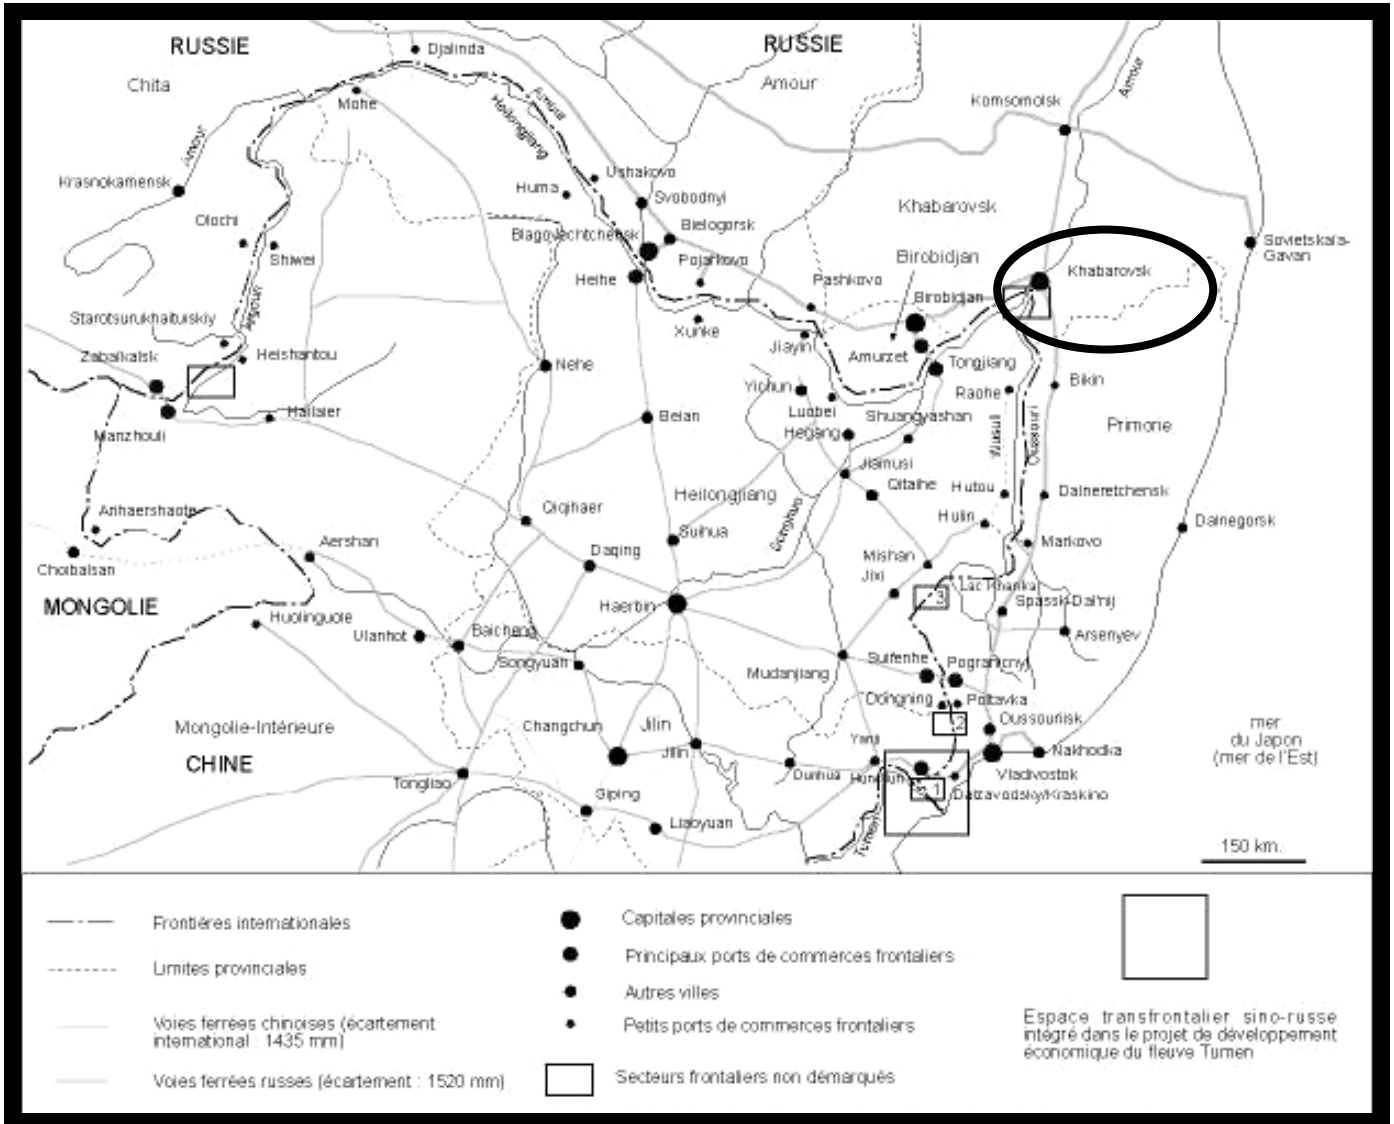 RUSSIE
RUSSIE
Djalinda
Chita
Amour
Mohe
Amour
Heilongjiang
Amour
Komsomolsk
Amour
Krasnokamensk
Ushakovo
Huma
Svobodnyi
Olochi
Shiwei
Blagovechtchensk
Bielogorsk
Khabarovsk
Sovietskaïa-
Gavan
Heihe
Pojarkovo
Birobidjan
Khabarovsk
Pashkovo
Birobidjan
Argoun
Starotsurukhaituiskiy
Xunke
Jiayin
Zabaïkalsk
Heishantou
Amurzet
Tongjiang
Nehe
Yichun
Raohe
Bikin
Manzhouli
Hailaier
Beian
Luobei
Shuangyashan
Hegang
Wusuli
Oussouri
Primorie
Jiamusi
Anhaershaote
Qiqihaer
Heilongjiang
Qitaihe
Hutou
Dalneretchensk
Songhua
Hulin
Dalnegorsk
Choibalsan
Aershan
Daqing
Suihua
Mishan
Markovo
Jixi
Lac Khanka
MONGOLIE
Haerbin
3
Spassk-Dal'nij
Huolinguole
Ulanhot
Baicheng
Arsenyev
Songyuan
Suifenhe
Pogranicnyj
Mudanjiang
Dongning
Poltavka
Mongolie-Intérieure
Changchun
Jilin
2
Oussouriisk
mer
du Japon
(mer de l'Est)
CHINE
Jilin
Yanji
Nakhodka
Tongliao
Dunhua
Hunchun
Vladivostok
Siping
1
Datzavodsky/Kraskino
Liaoyuan
Tumen
150 km.
Frontières internationales
Limites provinciales
Voies ferrées chinoises (écartement
international : 1435 mm)
Voies ferrées russes (écartement : 1520 mm)
Capitales provinciales
Principaux ports de commerces frontaliers
Autres villes
Petits ports de commerces frontaliers
Secteurs frontaliers non démarqués
Espace transfrontalier sino-russe
intégré dans le projet de développement
économique du fleuve Tumen